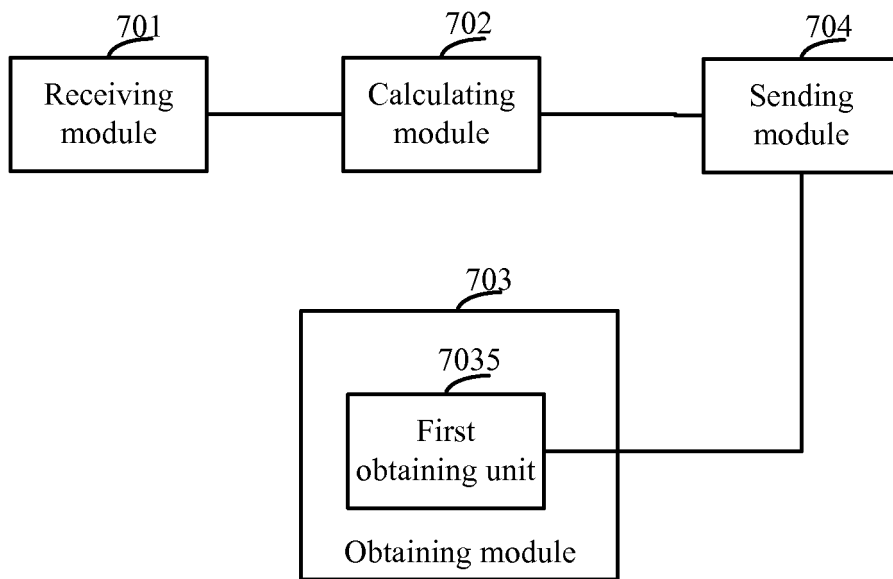 701
702
704
Receiving
module
Calculating
module
Sending
module
703
7035
First
obtaining unit
Obtaining module